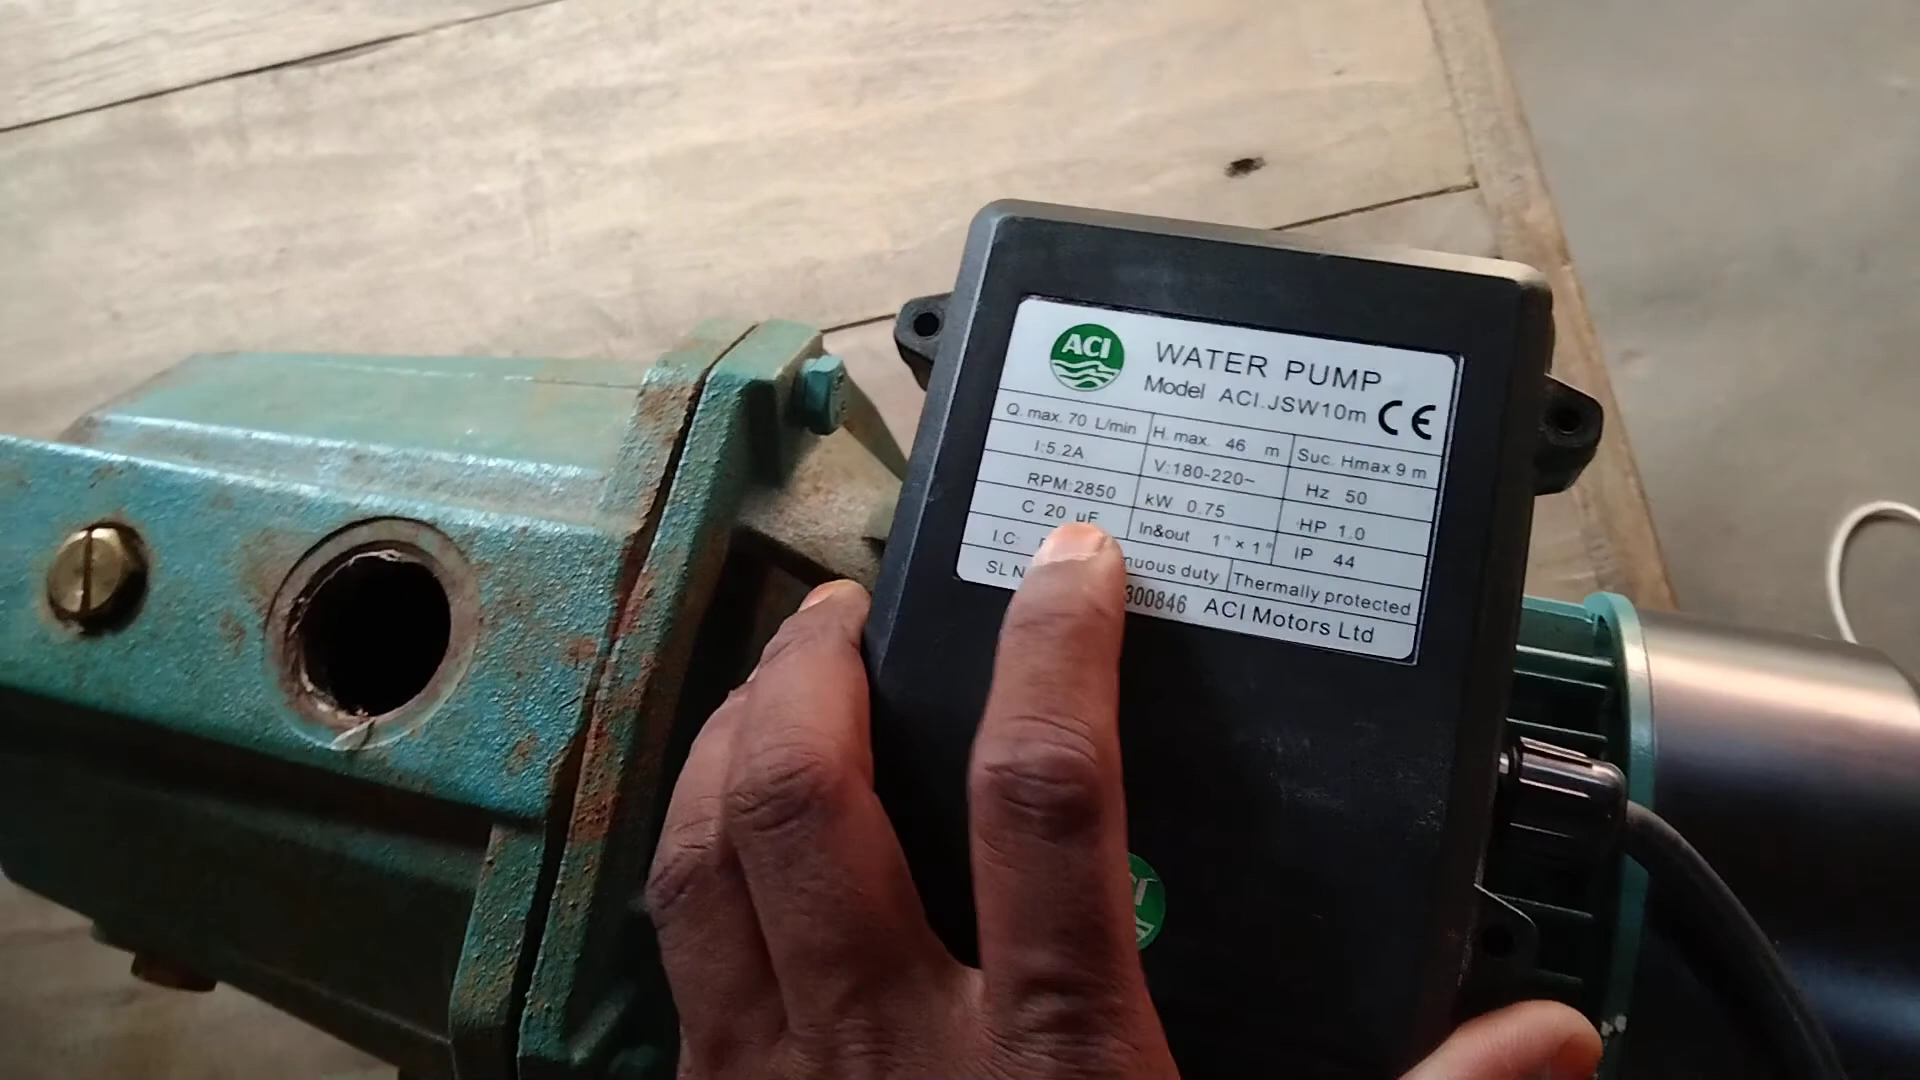 ACI
WATER PUMP
Model ACI.JSW10m CE
Q. max. 70 L/min H. max. 46 m Suc. Hmax 9 m
I:5.2A V:180-220~ Hz 50
RPM:2850 kW 0.75 HP 1.0
C 20 µF In&out 1"×1" IP 44
I.C: duty Thermally protected
SL N 300846 ACI Motors Ltd